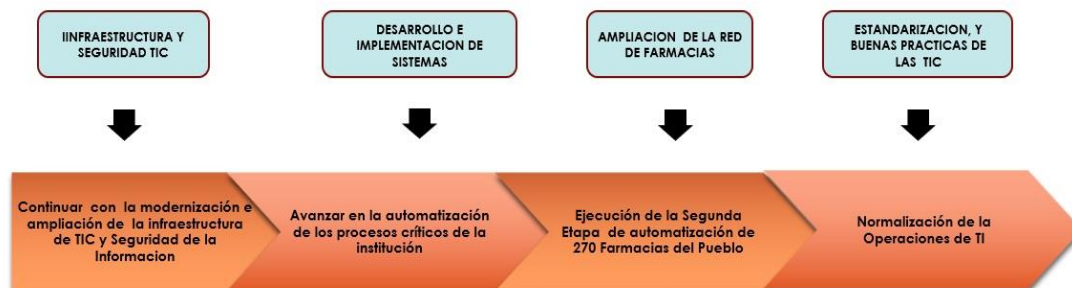 IINFRAESTRUCTURA Y
SEGURIDAD TIC
DESARROLLO E
IMPLEMENTACION DE
SISTEMAS
AMPLIACION DE LA RED
DE FARMACIAS
ESTANDARIZACION, Y
BUENAS PRACTICAS DE
LAS TIC
Continuar con la modernización e
ampliación de la infraestructura
de TIC y Seguridad de la
Informacion
Avanzar en la automatización
de los procesos críticos de la
institución
Ejecución de la Segunda
Etapa de automatización de
270 Farmacias del Pueblo
Normalización de la
Operaciones de TI